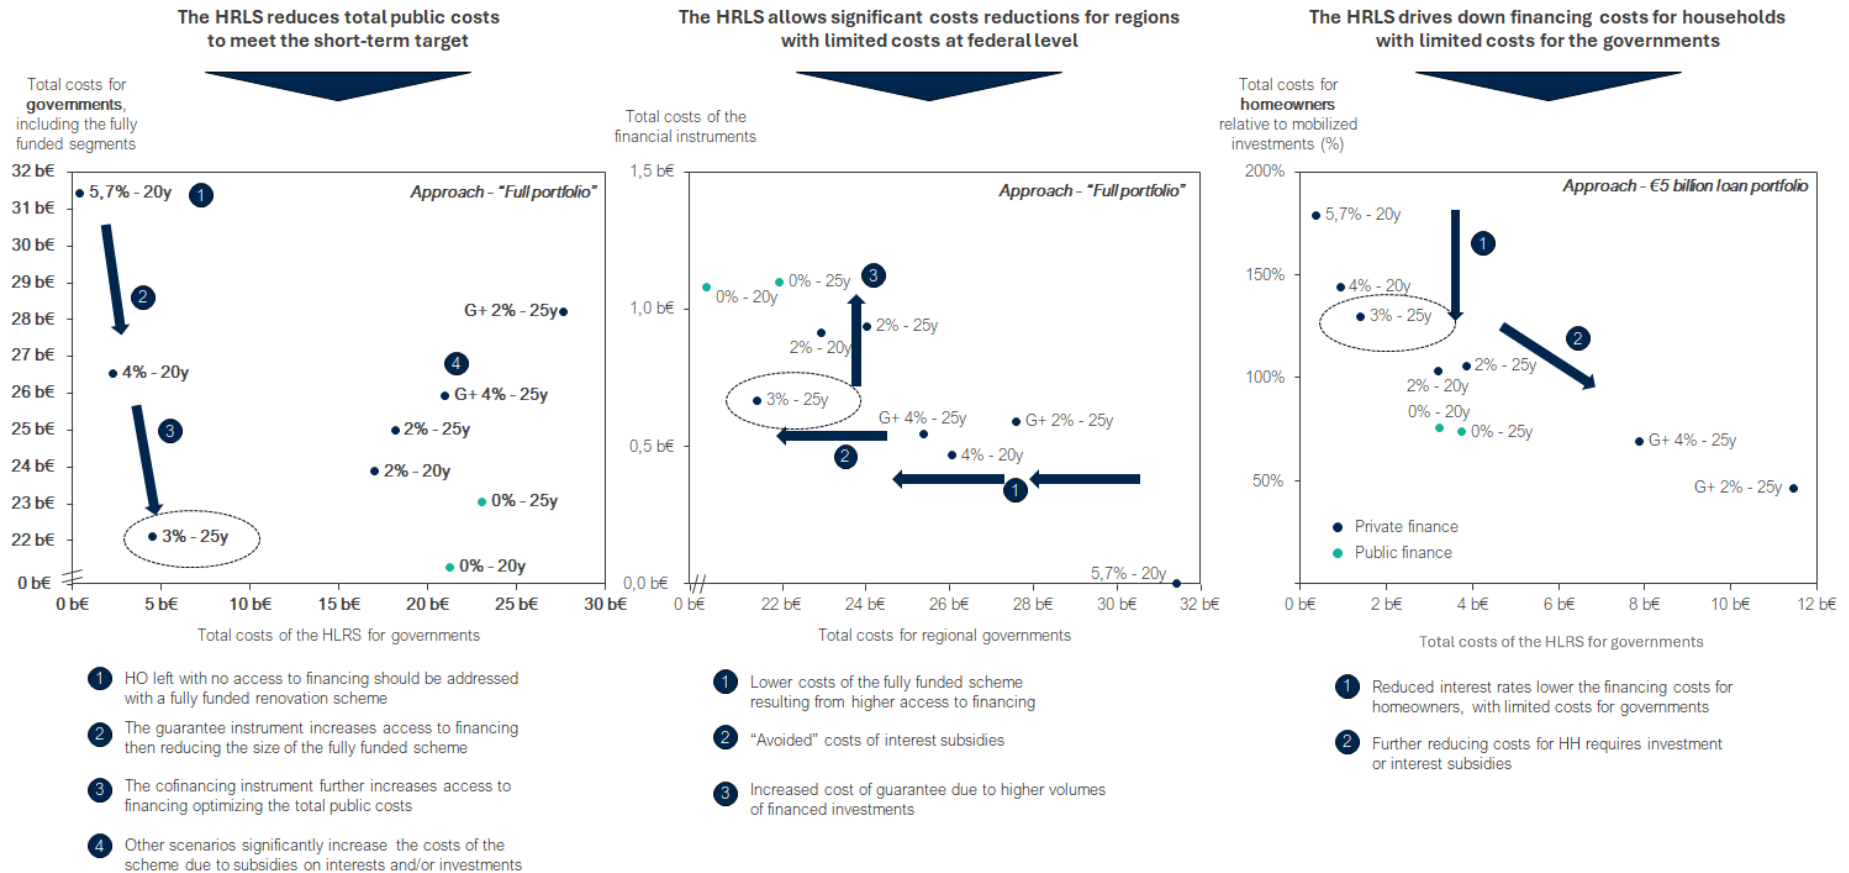 The HRLS reduces total public costs
to meet the short-term target
Total costs for
governments,
including the fully
funded segments
32 b€
31 b€
30 b€
29 b€
28 b€
27 b€
26 b€
25 b€
24 b€
23 b€
22 b€
0 b€
Approach - “Full portfolio”
5,7% - 20y
1
2
G+ 2% - 25y
4
4% - 20y
G+ 4% - 25y
3
2% - 25y
2% - 20y
0% - 25y
3% - 25y
0% - 20y
0 b€
5 b€
10 b€
15 b€
20 b€
25 b€
30 b€
Total costs of the HLRS for governments
1
HO left with no access to financing should be addressed
with a fully funded renovation scheme
2
The guarantee instrument increases access to financing
then reducing the size of the fully funded scheme
3
The cofinancing instrument further increases access to
financing optimizing the total public costs
4
Other scenarios significantly increase the costs of the
scheme due to subsidies on interests and/or investments
The HRLS allows significant costs reductions for regions
with limited costs at federal level
Total costs of the
financial instruments
1,5 b€
1,0 b€
0,5 b€
0,0 b€
Approach - “Full portfolio”
0% - 25y
3
0% - 20y
2% - 25y
2% - 20y
3% - 25y
G+ 4% - 25y
G+ 2% - 25y
2
4% - 20y
1
5,7% - 20y
0 b€
22 b€
24 b€
26 b€
28 b€
30 b€
32 b€
Total costs for regional governments
1
Lower costs of the fully funded scheme
resulting from higher access to financing
2
“Avoided” costs of interest subsidies
3
Increased cost of guarantee due to higher volumes
of financed investments
The HRLS drives down financing costs for households
with limited costs for the governments
Total costs for
homeowners
relative to mobilized
investments (%)
200%
150%
100%
50%
Approach - €5 billion loan portfolio
5,7% - 20y
1
4% - 20y
3% - 25y
2
2% - 25y
2% - 20y
0% - 20y
0% - 25y
G+ 4% - 25y
G+ 2% - 25y
Private finance
Public finance
0 b€
2 b€
4 b€
6 b€
8 b€
10 b€
12 b€
Total costs of the HLRS for governments
1
Reduced interest rates lower the financing costs for
homeowners, with limited costs for governments
2
Further reducing costs for HH requires investment
or interest subsidies